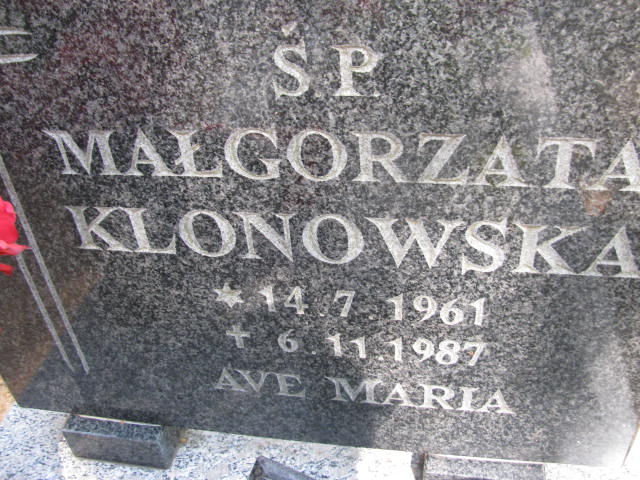 Ś.P.
MAŁGORZATA
KLONOWSKA
* 14.7.1961
+ 6.11.1987
AVE MARIA